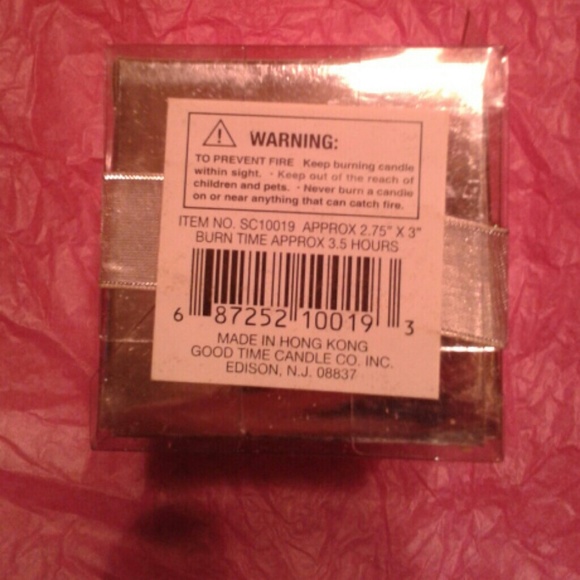 WARNING:
TO PREVENT FIRE Keep burning candle
within sight. - Keep out of the reach of
children and pets. - Never burn a candle
on or near anything that can catch fire.
ITEM NO. SC10019 APPROX 2.75" X 3"
BURN TIME APPROX 3.5 HOURS
6 87252 10019 3
MADE IN HONG KONG
GOOD TIME CANDLE CO. INC.
EDISON, N.J. 08837